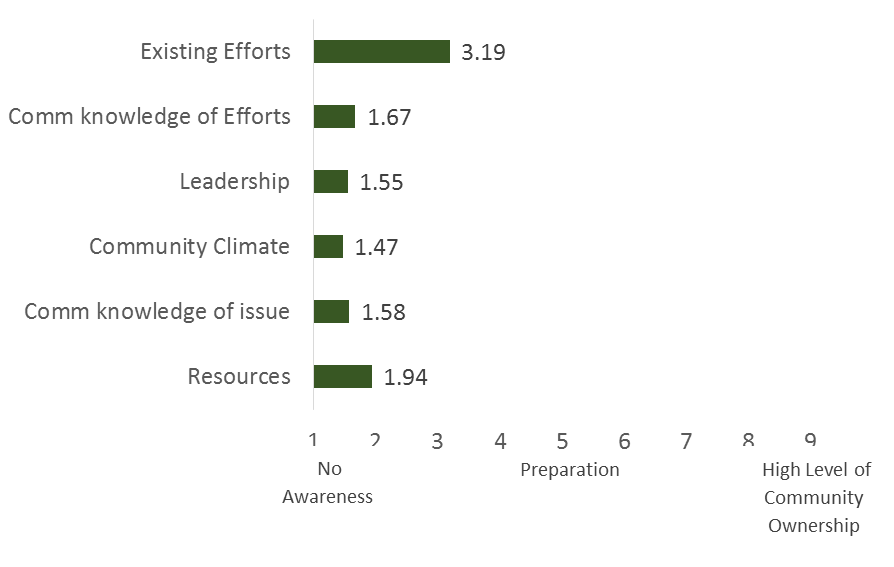 Existing Efforts 3.19
Comm knowledge of Efforts 1.67
Leadership 1.55
Community Climate 1.47
Comm knowledge of issue 1.58
Resources 1.94
1 2 3 4 5 6 7 8 9
No
Awareness
Preparation
High Level of
Community
Ownership